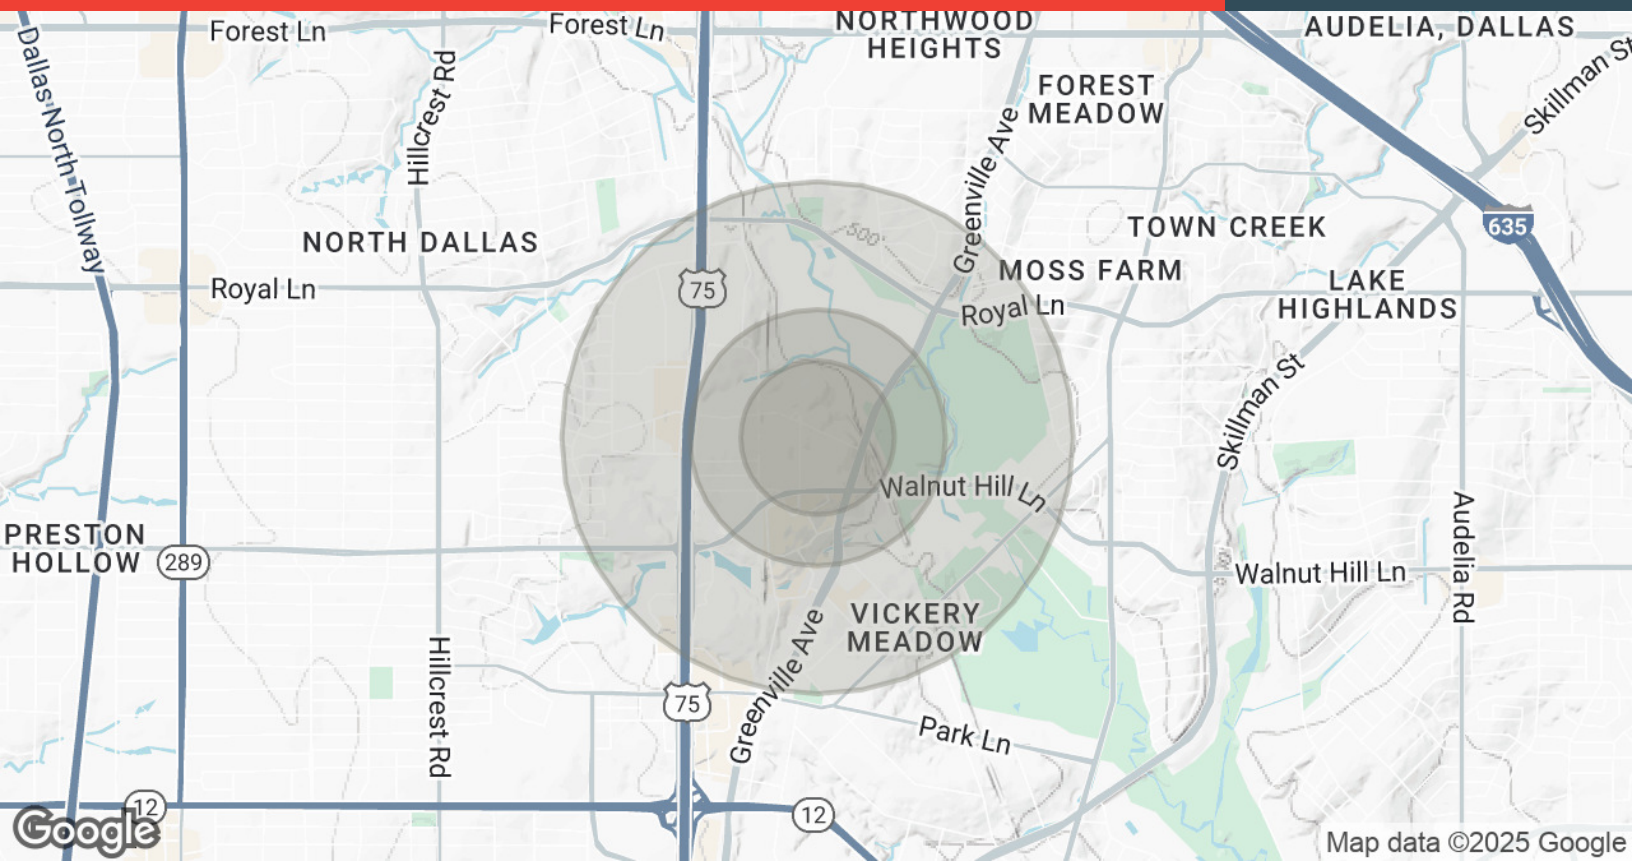 Forest Ln
Forest Ln
NORTHWOOD
HEIGHTS
AUDELIA, DALLAS
Skillman St
Dallas North Tollway
Hillcrest Rd
FOREST
MEADOW
Greenville Ave
500'
NORTH DALLAS
TOWN CREEK
635
MOSS FARM
LAKE
HIGHLANDS
Royal Ln
75
Royal Ln
Skillman St
Walnut Hill Ln
Audelia Rd
PRESTON
HOLLOW
289
Walnut Hill Ln
VICKERY
MEADOW
Greenville Ave
Hillcrest Rd
75
Park Ln
12
12
Google
Map data ©2025 Google